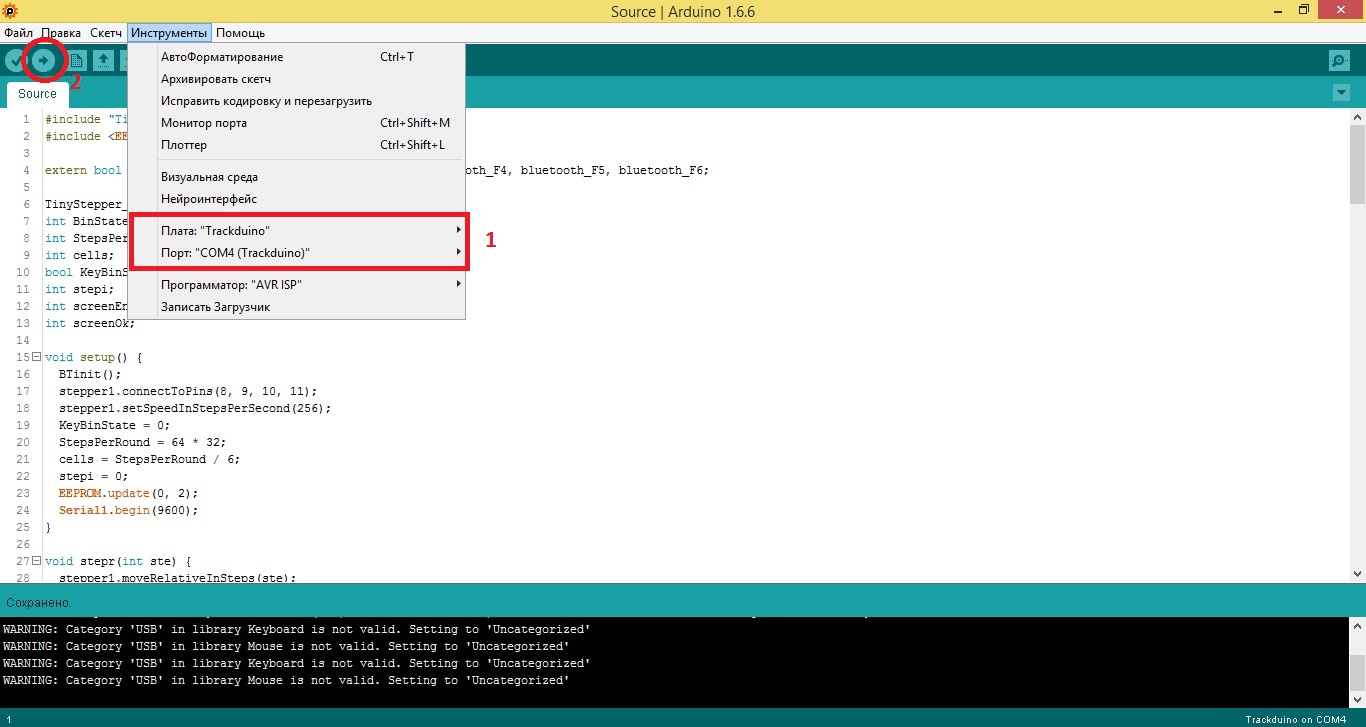 Source | Arduino 1.6.6
Файл Правка Скетч Инструменты Помощь
2
Source
АвтоФорматирование Ctrl+T
Архивировать скетч
Исправить кодировку и перезагрузить
Монитор порта Ctrl+Shift+M
Плоттер Ctrl+Shift+L
Визуальная среда
Нейроинтерфейс
Плата: "Trackduino"
Порт: "COM4 (Trackduino)"
1
Программатор: "AVR ISP"
Записать Загрузчик
1 #include "Ti
2 #include <EE
3
4 extern bool oth_F4, bluetooth_F5, bluetooth_F6;
5
6 TinyStepper_
7 int BinState
8 int StepsPer
9 int cells;
10 bool KeyBinS
11 int stepi;
12 int screenEn
13 int screenOk;
14
15 void setup() {
16 BTinit();
17 stepper1.connectToPins(8, 9, 10, 11);
18 stepper1.setSpeedInStepsPerSecond(256);
19 KeyBinState = 0;
20 StepsPerRound = 64 * 32;
21 cells = StepsPerRound / 6;
22 stepi = 0;
23 EEPROM.update(0, 2);
24 Serial1.begin(9600);
25 }
26
27 void stepr(int ste) {
28 stepper1.moveRelativeInSteps(ste);
Сохранено.
WARNING: Category 'USB' in library Keyboard is not valid. Setting to 'Uncategorized'
WARNING: Category 'USB' in library Mouse is not valid. Setting to 'Uncategorized'
WARNING: Category 'USB' in library Keyboard is not valid. Setting to 'Uncategorized'
WARNING: Category 'USB' in library Mouse is not valid. Setting to 'Uncategorized'
1 Trackduino on COM4